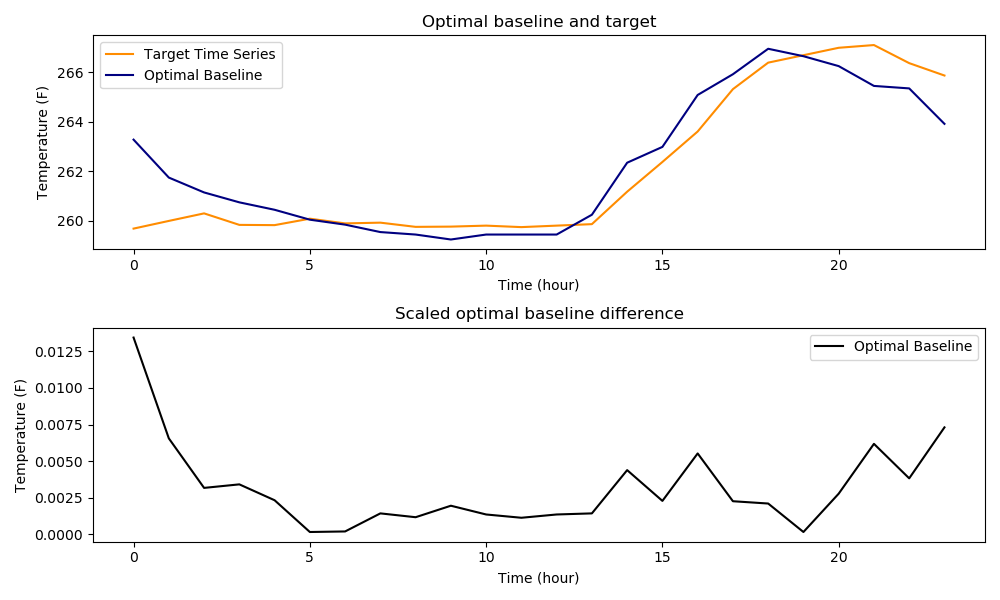 Optimal baseline and target
Target Time Series
Optimal Baseline
Temperature (F)
266
264
262
260
0 5 10 15 20
Time (hour)
Scaled optimal baseline difference
Optimal Baseline
Temperature (F)
0.0125
0.0100
0.0075
0.0050
0.0025
0.0000
0 5 10 15 20
Time (hour)